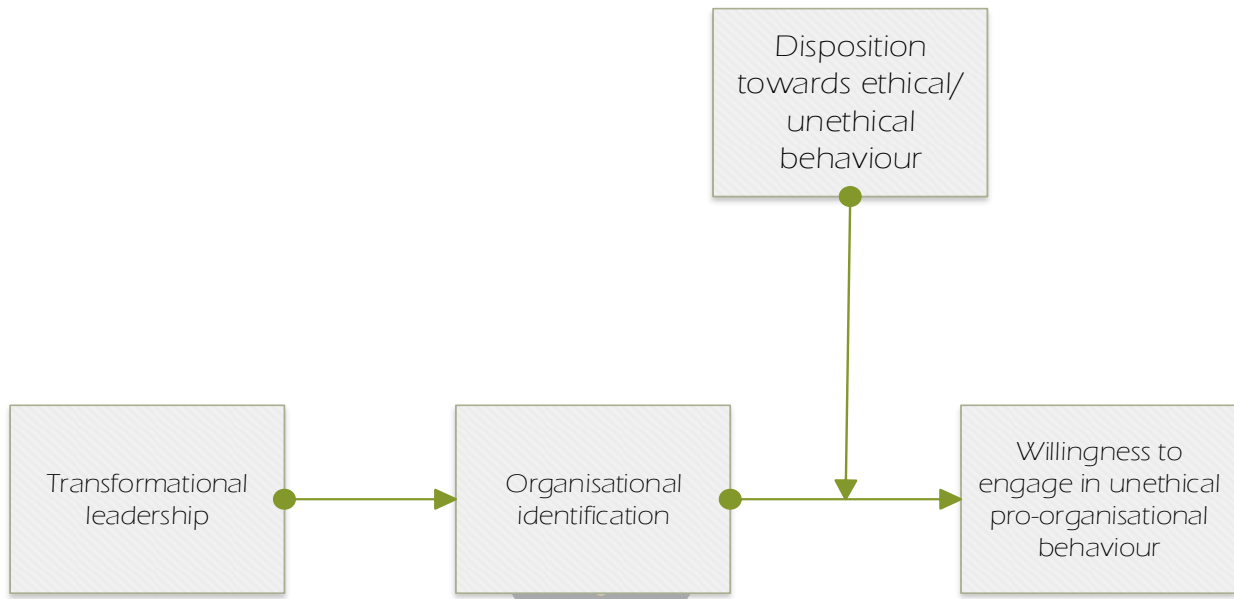 Disposition
towards ethical/
unethical
behaviour
Transformational
leadership
Organisational
identification
Willingness to
engage in unethical
pro-organisational
behaviour